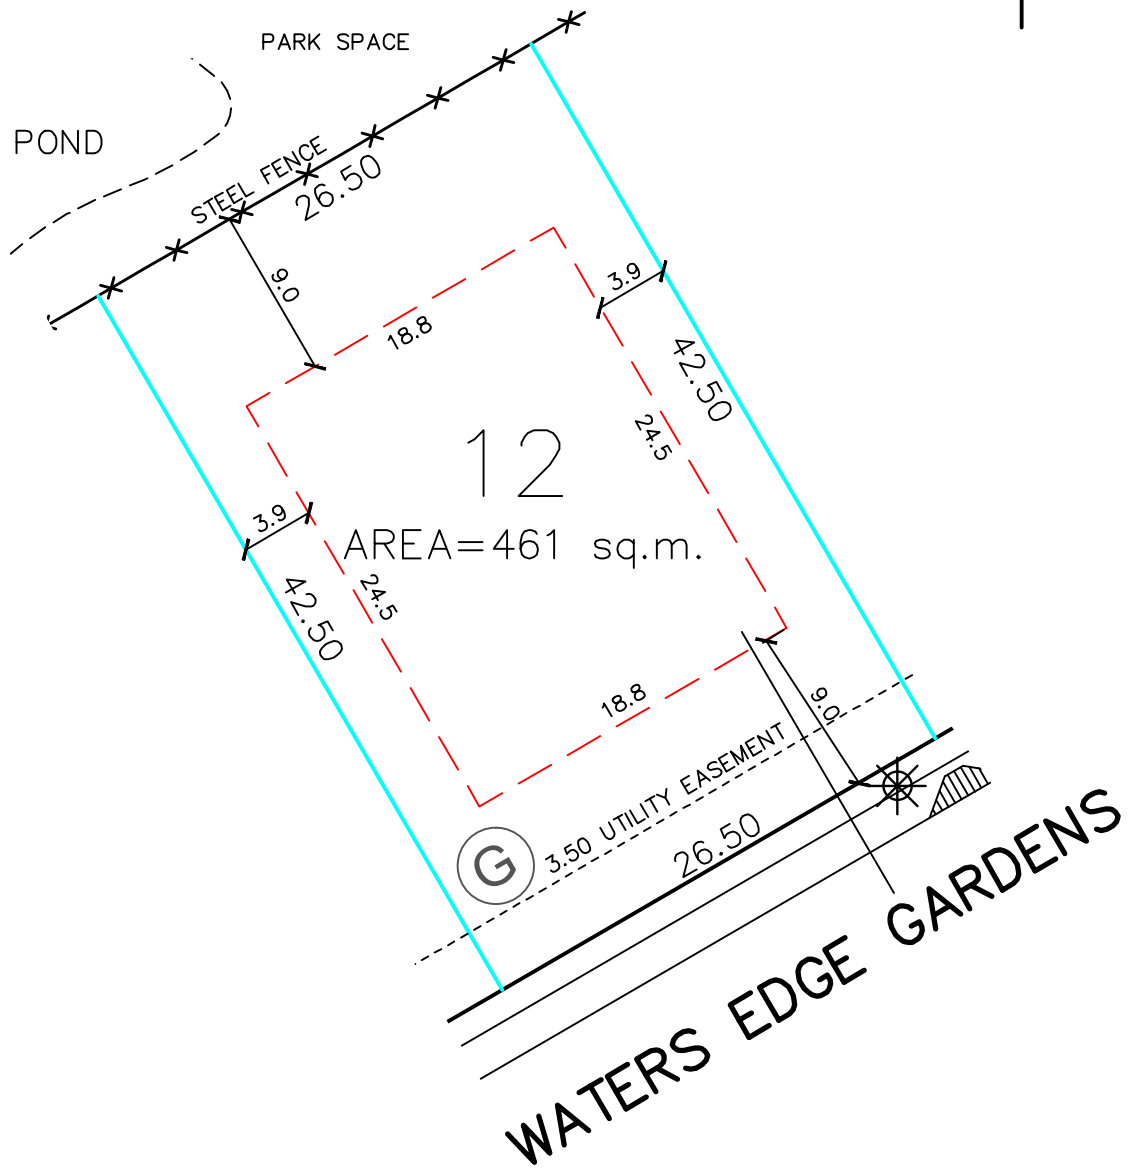 PARK SPACE
POND
STEEL FENCE
26.50
9.0
18.8
3.9
42.50
24.5
12
AREA=461 sq.m.
3.9
24.5
42.50
18.8
9.0
3.50 UTILITY EASEMENT
G
26.50
WATERS EDGE GARDENS